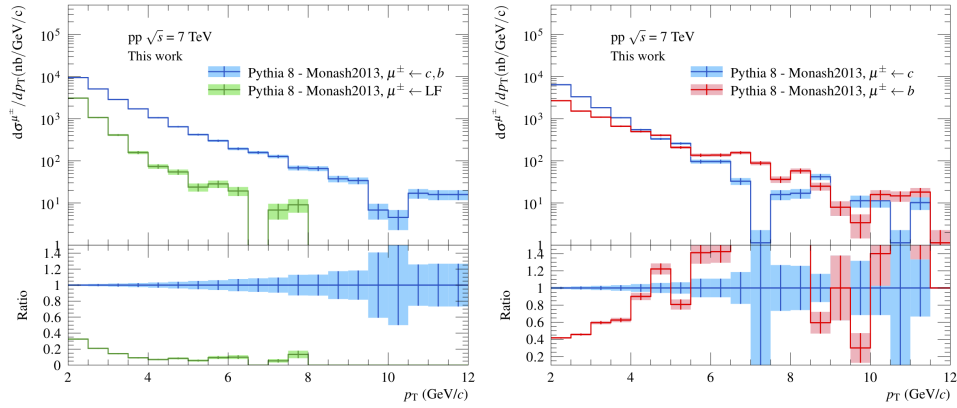 dσ^μ± / dp_T (nb/GeV/c)
10^5
10^4
10^3
10^2
10^1
1
pp √s = 7 TeV
This work
Pythia 8 - Monash2013, μ^± ← c, b
Pythia 8 - Monash2013, μ^± ← LF
Ratio
1.4
1.2
1
0.8
0.6
0.4
0.2
0
2 4 6 8 10 12
p_T (GeV/c)
dσ^μ± / dp_T (nb/GeV/c)
10^5
10^4
10^3
10^2
10^1
1
pp √s = 7 TeV
This work
Pythia 8 - Monash2013, μ^± ← c
Pythia 8 - Monash2013, μ^± ← b
Ratio
1.4
1.2
1
0.8
0.6
0.4
0.2
0
2 4 6 8 10 12
p_T (GeV/c)